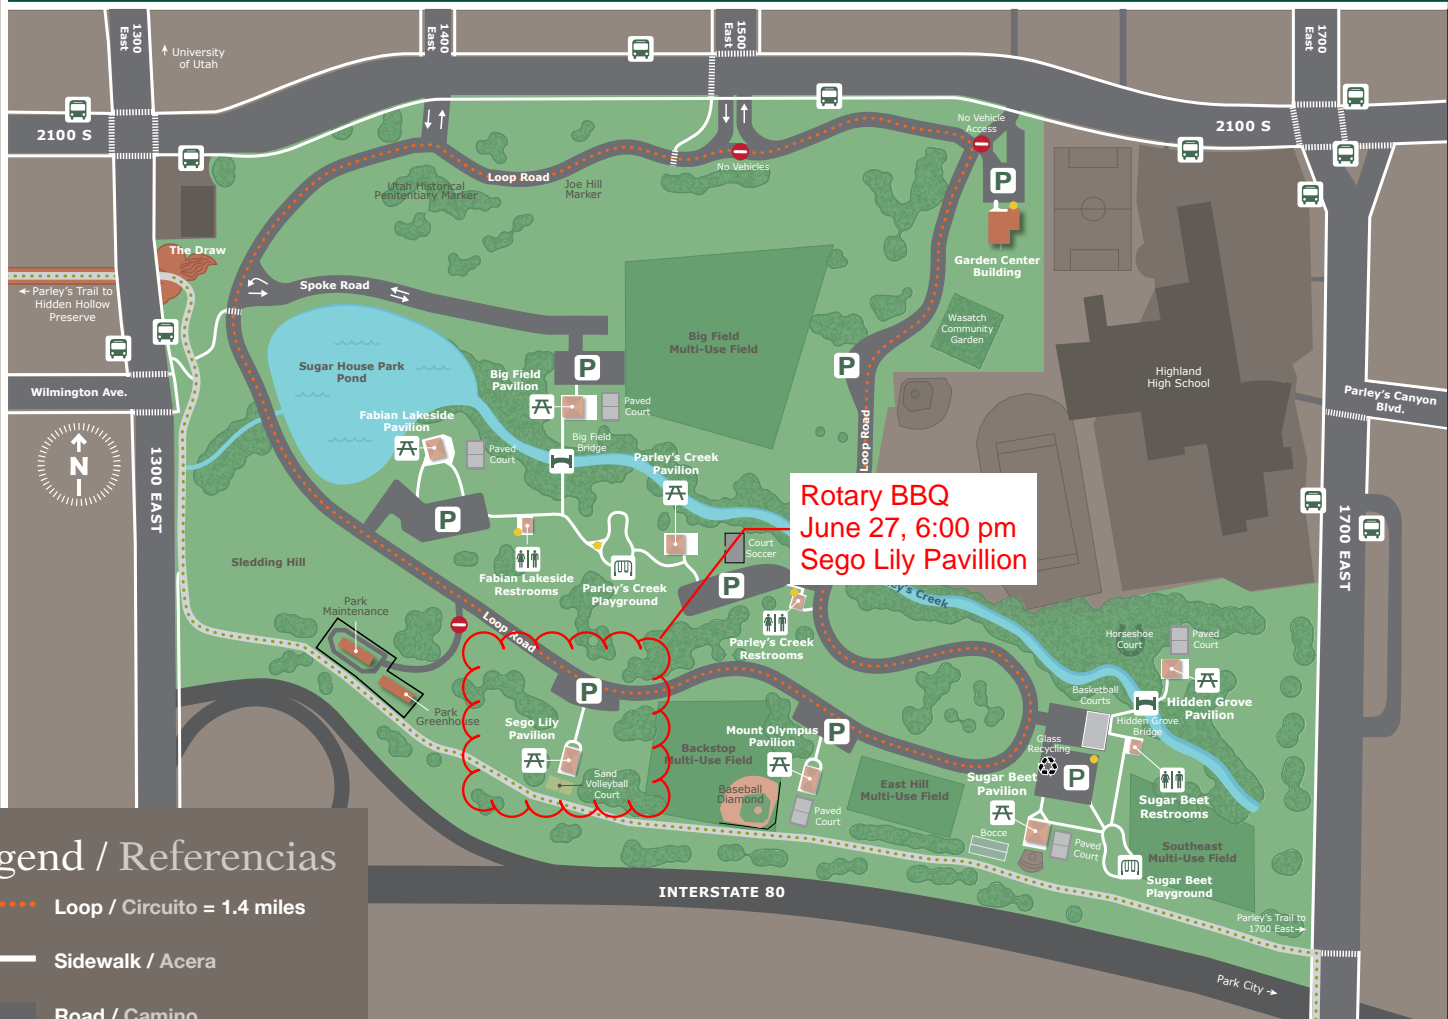 1300
East
1400
East
1500
East
1700
East
University
of Utah
2100 S
2100 S
No Vehicle
Access
No Vehicles
Loop Road
Utah Historical
Penitentiary Marker
Joe Hill
Marker
P
The Draw
Garden Center
Building
Parley's Trail to
Hidden Hollow
Preserve
Spoke Road
Wasatch
Community
Garden
Big Field
Multi-Use Field
Sugar House Park
Pond
P
P
Highland
High School
Big Field
Pavilion
Wilmington Ave.
Parley's Canyon
Blvd.
Paved
Court
Fabian Lakeside
Pavilion
Loop Road
Big Field
Bridge
Paved
Court
Parley's Creek
Pavilion
N
1300 EAST
Rotary BBQ
June 27, 6:00 pm
Sego Lily Pavillion
1700 EAST
P
Court
Soccer
Sledding Hill
Fabian Lakeside
Restrooms
Parley's Creek
Playground
P
y's Creek
Park
Maintenance
Loop Road
Parley's Creek
Restrooms
Horseshoe
Court
Paved
Court
P
Basketball
Courts
Hidden Grove
Pavilion
Park
Greenhouse
Sego Lily
Pavilion
Mount Olympus
Pavilion
P
Hidden Grove
Bridge
Backstop
Multi-Use Field
Glass
Recycling
Sand
Volleyball
Court
Baseball
Diamond
East Hill
Multi-Use Field
Sugar Beet
Pavilion
P
Sugar Beet
Restrooms
Paved
Court
Bocce
Paved
Court
Southeast
Multi-Use Field
Sugar Beet
Playground
INTERSTATE 80
Parley's Trail to
1700 East
Park City
gend / Referencias
Loop / Circuito = 1.4 miles
Sidewalk / Acera
Road / Camino